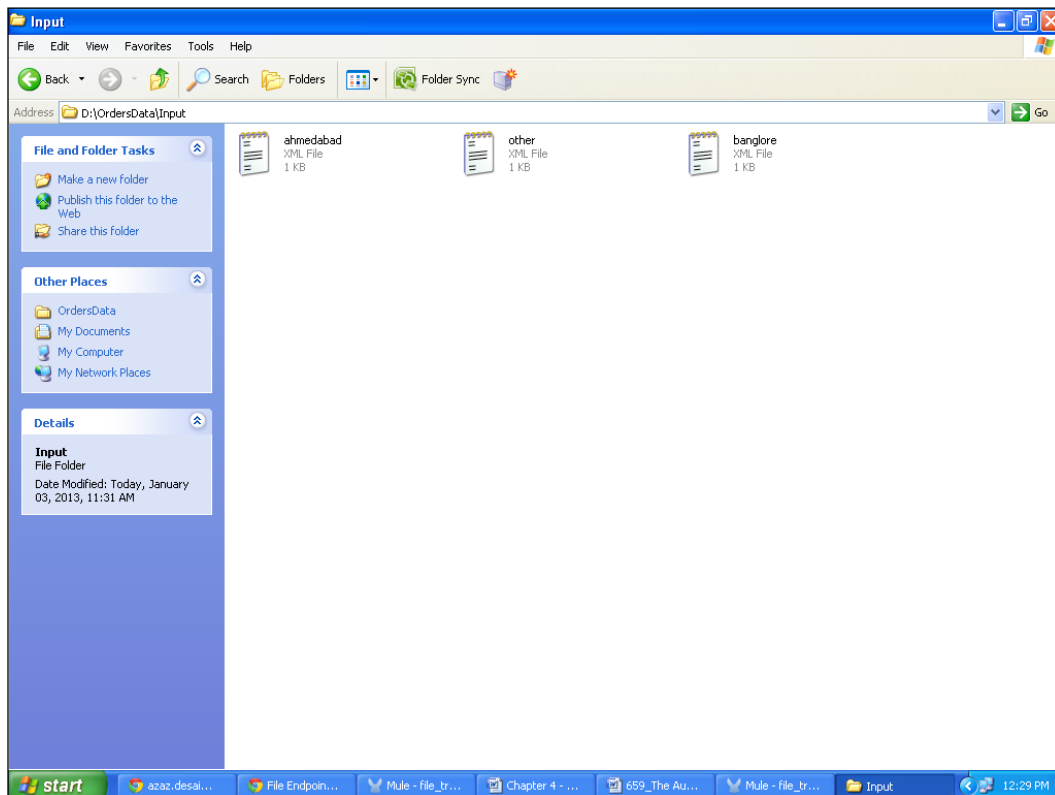 Input
File Edit View Favorites Tools Help
Back Search Folders Folder Sync
Address D:\OrdersData\Input Go
File and Folder Tasks
Make a new folder
Publish this folder to the
Web
Share this folder
Other Places
OrdersData
My Documents
My Computer
My Network Places
Details
Input
File Folder
Date Modified: Today, January
03, 2013, 11:31 AM
ahmedabad
XML File
1 KB
other
XML File
1 KB
banglore
XML File
1 KB
start azaz.desai... File Endpoin... Mule - file_tr... Chapter 4 - ... 659_The Au... Mule - file_tr... Input 12:29 PM